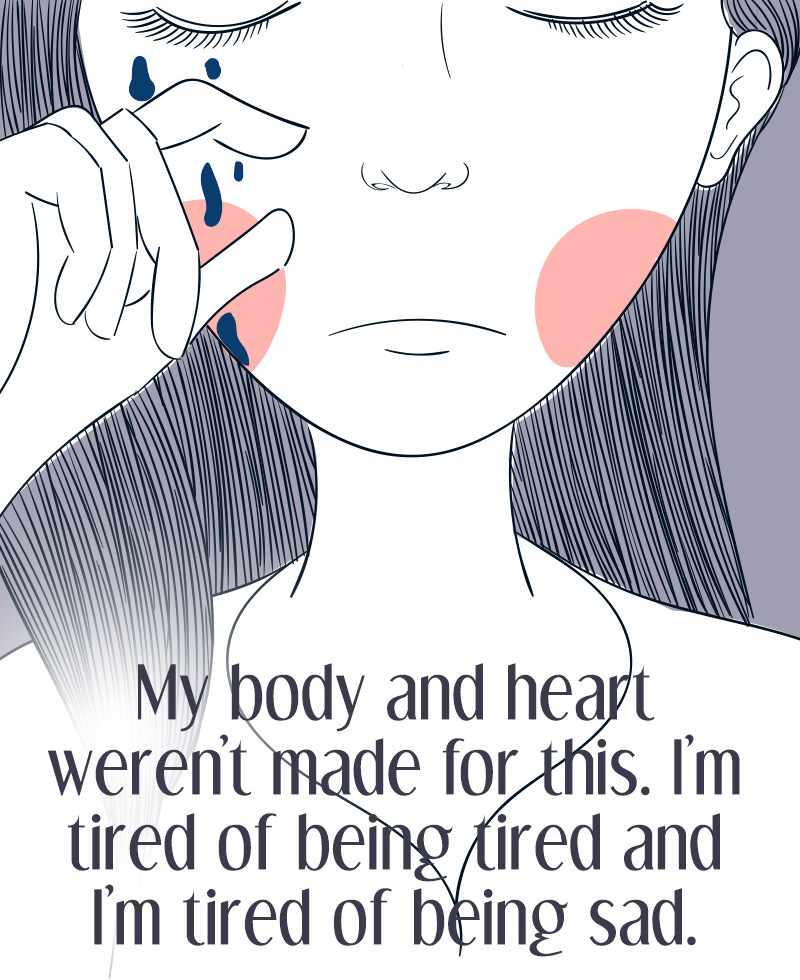 My body and heart
weren't made for this. I'm
tired of being tired and
I'm tired of being sad.